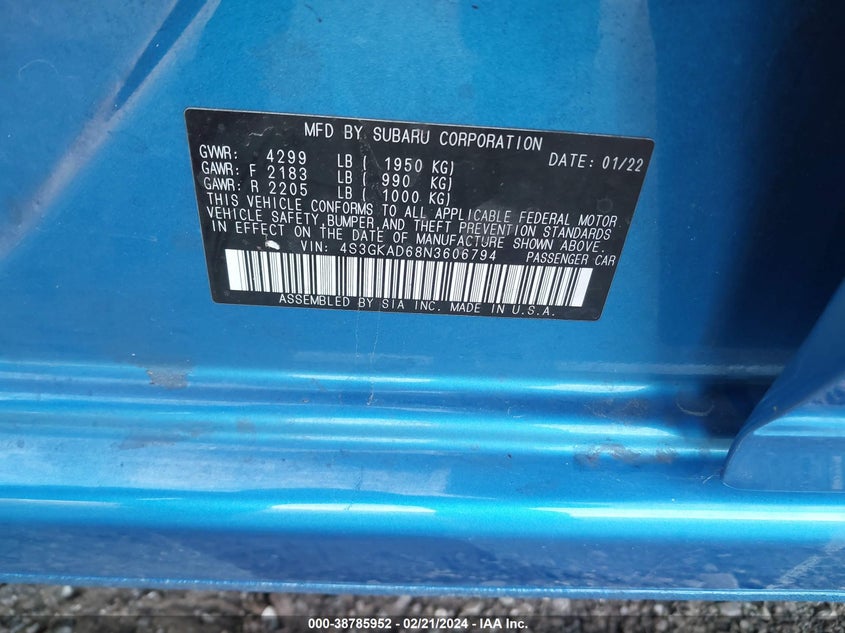 MFD BY SUBARU CORPORATION
GVWR: 4299 LB ( 1950 KG) DATE: 01/22
GAWR: F 2183 LB ( 990 KG)
GAWR: R 2205 LB ( 1000 KG)
THIS VEHICLE CONFORMS TO ALL APPLICABLE FEDERAL MOTOR
VEHICLE SAFETY, BUMPER, AND THEFT PREVENTION STANDARDS
IN EFFECT ON THE DATE OF MANUFACTURE SHOWN ABOVE.
VIN: 4S3GKAD68N3606794 PASSENGER CAR
ASSEMBLED BY SIA INC. MADE IN U.S.A.
000-38785952 - 02/21/2024 - IAA Inc.